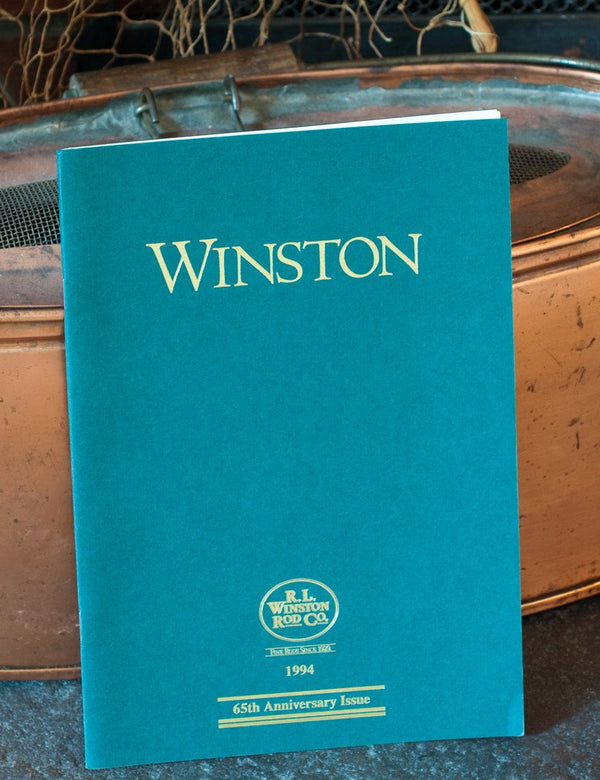 WINSTON
R.L.
WINSTON
ROD CO.
FINE RODS SINCE 1929
1994
65th Anniversary Issue